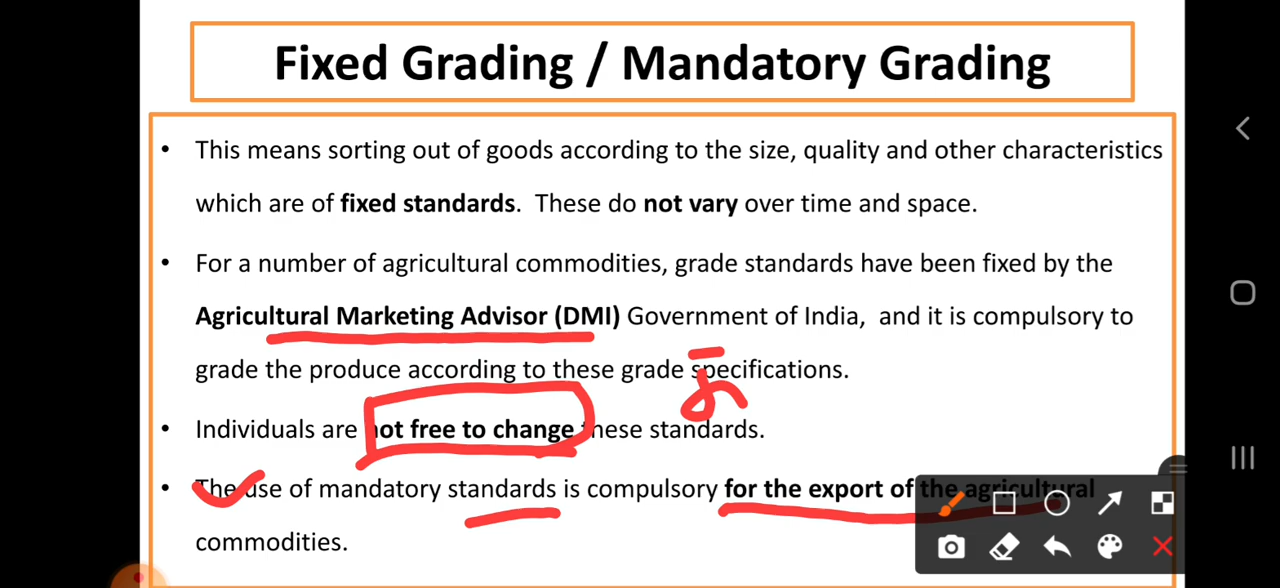 Fixed Grading / Mandatory Grading
• This means sorting out of goods according to the size, quality and other characteristics
which are of fixed standards. These do not vary over time and space.
• For a number of agricultural commodities, grade standards have been fixed by the
Agricultural Marketing Advisor (DMI) Government of India, and it is compulsory to
grade the produce according to these grade specifications.
• Individuals are not free to change these standards.
• The use of mandatory standards is compulsory for the export of the agricultural
commodities.